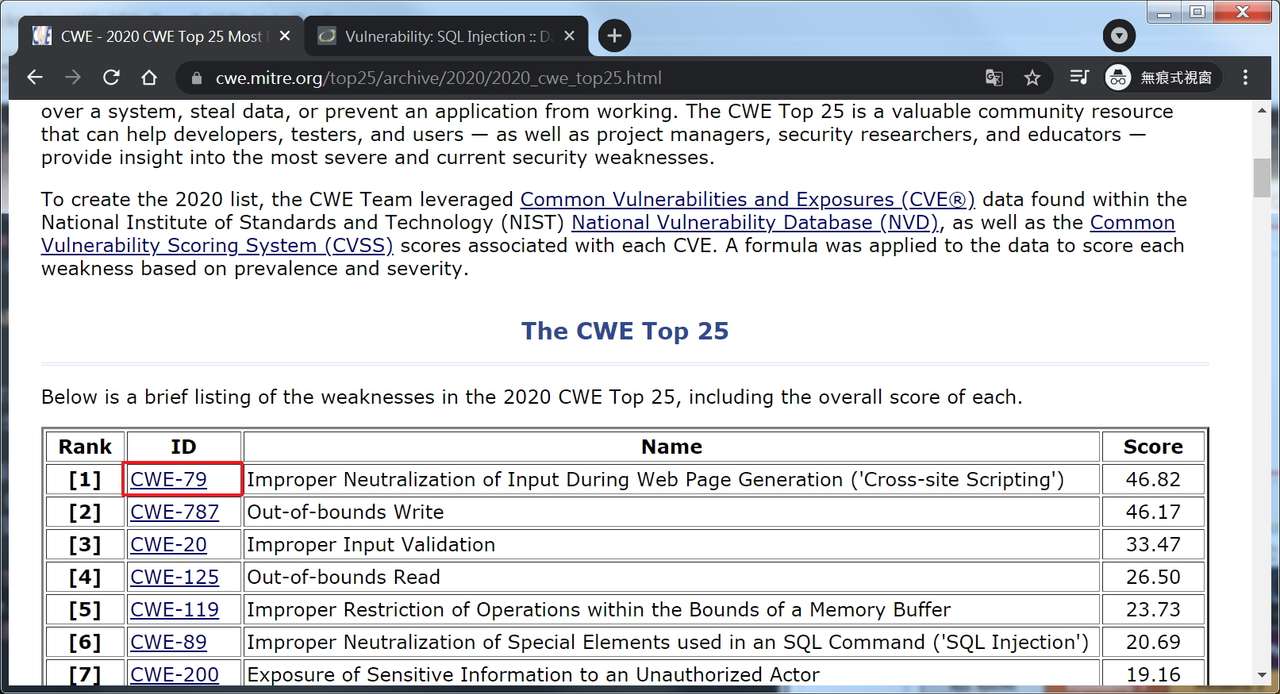 CWE - 2020 CWE Top 25 Most
Vulnerability: SQL Injection :: D
cwe.mitre.org/top25/archive/2020/2020_cwe_top25.html
無痕式視窗
over a system, steal data, or prevent an application from working. The CWE Top 25 is a valuable community resource
that can help developers, testers, and users — as well as project managers, security researchers, and educators —
provide insight into the most severe and current security weaknesses.
To create the 2020 list, the CWE Team leveraged Common Vulnerabilities and Exposures (CVE®) data found within the
National Institute of Standards and Technology (NIST) National Vulnerability Database (NVD), as well as the Common
Vulnerability Scoring System (CVSS) scores associated with each CVE. A formula was applied to the data to score each
weakness based on prevalence and severity.
The CWE Top 25
Below is a brief listing of the weaknesses in the 2020 CWE Top 25, including the overall score of each.
Rank ID Name Score
[1] CWE-79 Improper Neutralization of Input During Web Page Generation ('Cross-site Scripting') 46.82
[2] CWE-787 Out-of-bounds Write 46.17
[3] CWE-20 Improper Input Validation 33.47
[4] CWE-125 Out-of-bounds Read 26.50
[5] CWE-119 Improper Restriction of Operations within the Bounds of a Memory Buffer 23.73
[6] CWE-89 Improper Neutralization of Special Elements used in an SQL Command ('SQL Injection') 20.69
[7] CWE-200 Exposure of Sensitive Information to an Unauthorized Actor 19.16